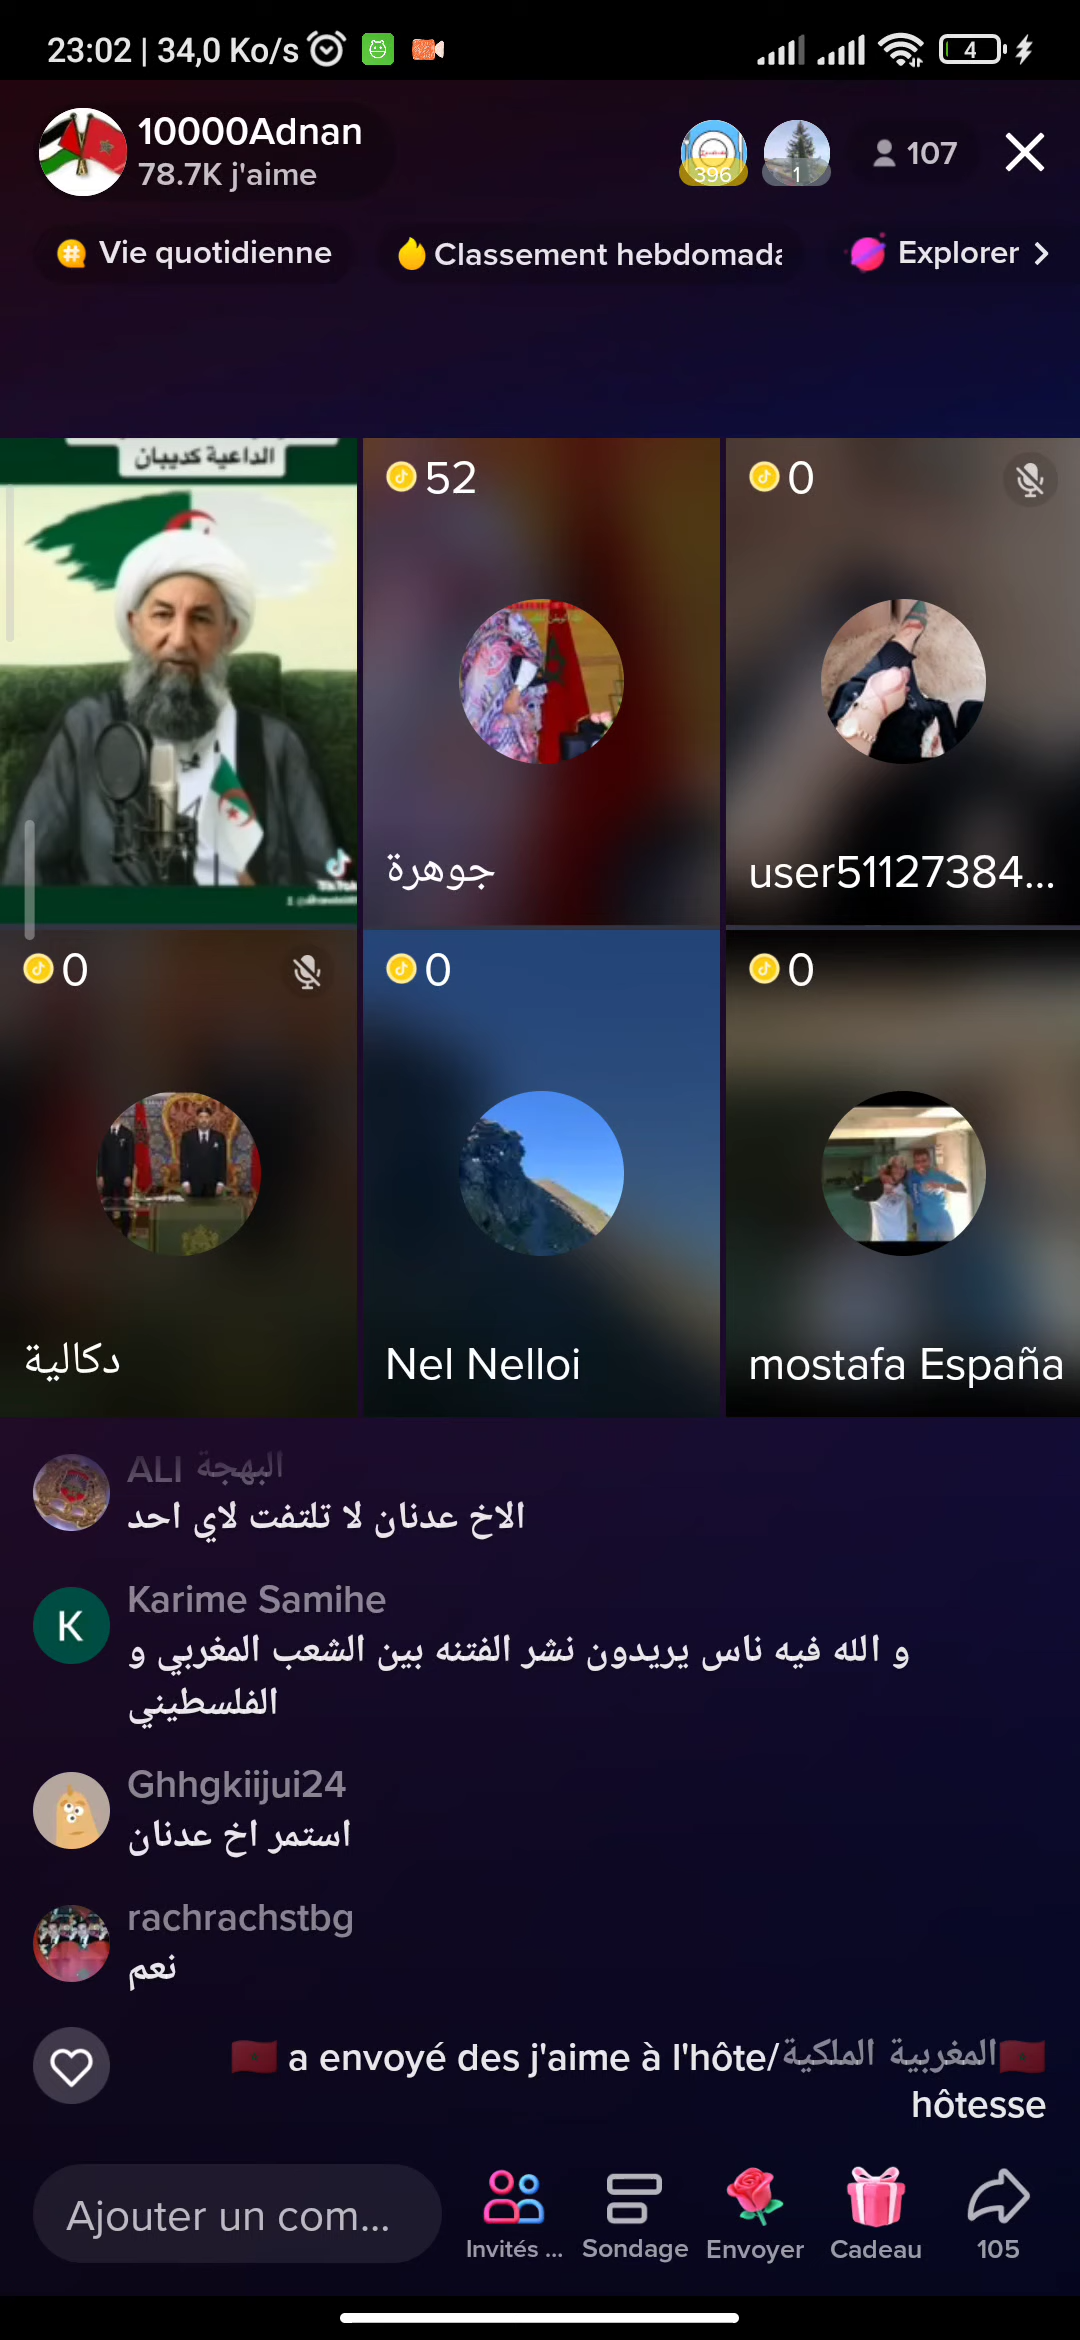 23:02 | 34,0 Ko/s
4
10000Adnan
78.7K j'aime
396
1
107
Vie quotidienne
Classement hebdomada
Explorer
الداعية كديبان
TikTok
52
جوهرة
0
user51127384...
0
دكالية
0
Nel Nelloi
0
mostafa España
ALI البهجة
الاخ عدنان لا تلتفت لاي احد
K
Karime Samihe
و الله فيه ناس يريدون نشر الفتنه بين الشعب المغربي و
الفلسطيني
Ghhgkiijui24
استمر اخ عدنان
rachrachstbg
نعم
🇲🇦المغربية الملكية🇲🇦 a envoyé des j'aime à l'hôte/
hôtesse
Ajouter un com...
Invités ...
Sondage
Envoyer
Cadeau
105